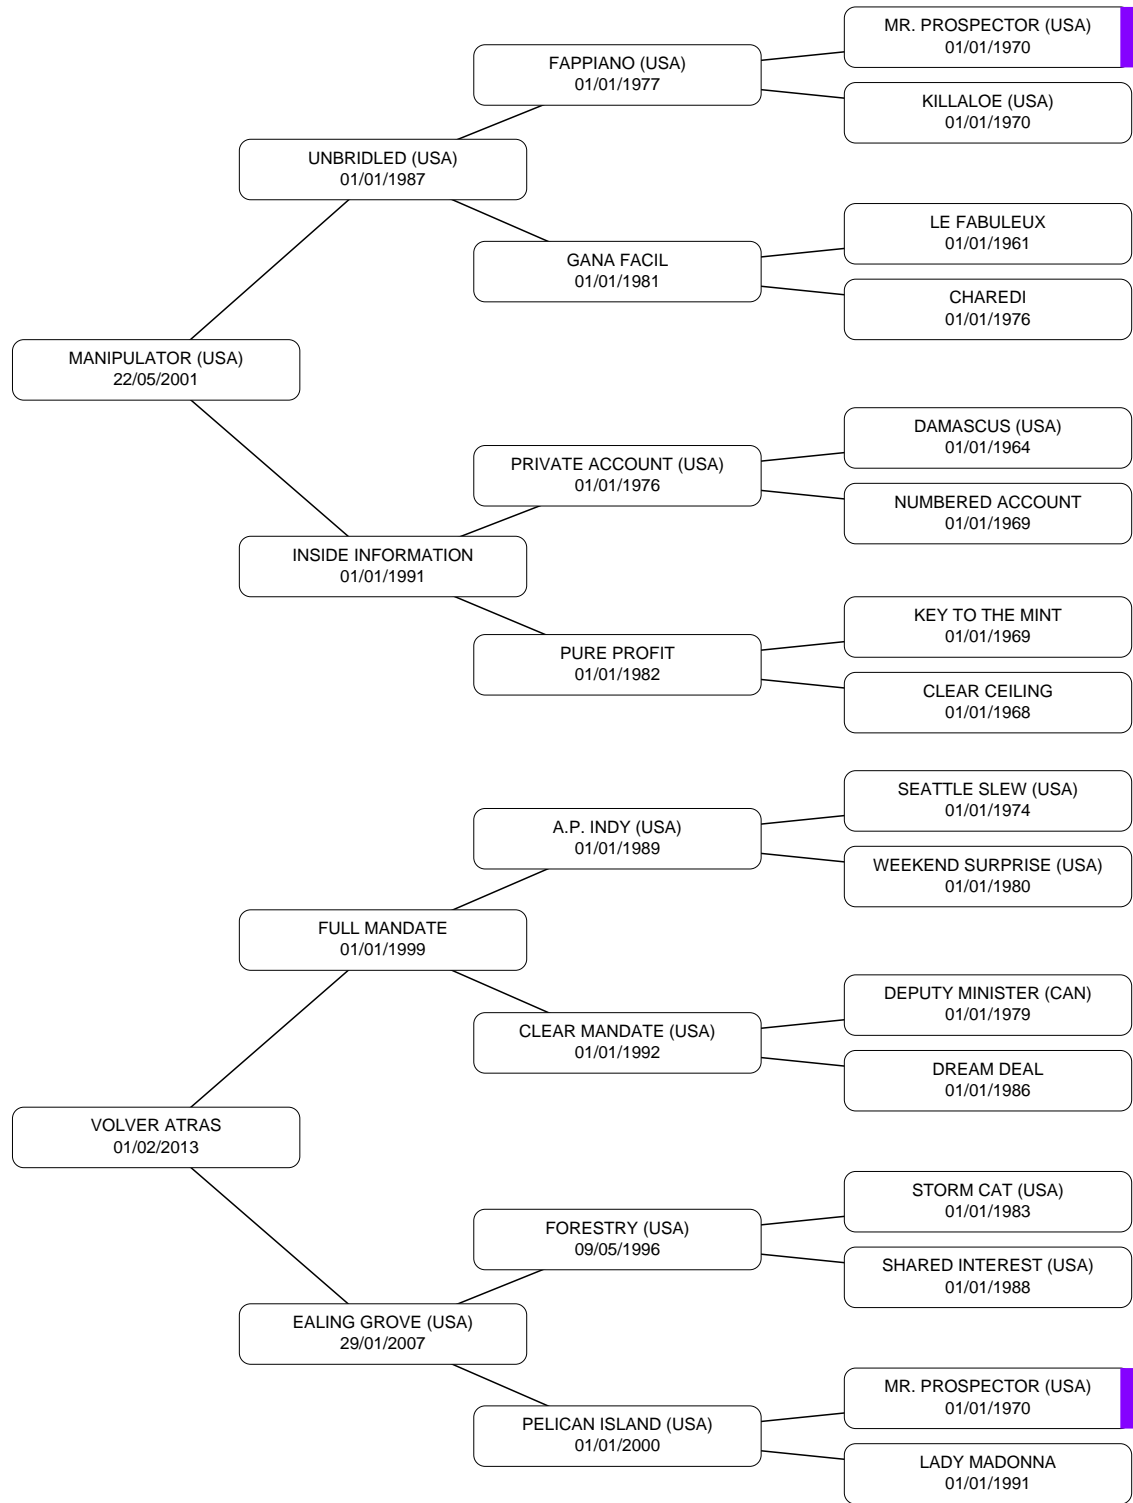 MR. PROSPECTOR (USA)
01/01/1970
FAPPIANO (USA)
01/01/1977
KILLALOE (USA)
01/01/1970
UNBRIDLED (USA)
01/01/1987
LE FABULEUX
01/01/1961
GANA FACIL
01/01/1981
CHAREDI
01/01/1976
MANIPULATOR (USA)
22/05/2001
DAMASCUS (USA)
01/01/1964
PRIVATE ACCOUNT (USA)
01/01/1976
NUMBERED ACCOUNT
01/01/1969
INSIDE INFORMATION
01/01/1991
KEY TO THE MINT
01/01/1969
PURE PROFIT
01/01/1982
CLEAR CEILING
01/01/1968
SEATTLE SLEW (USA)
01/01/1974
A.P. INDY (USA)
01/01/1989
WEEKEND SURPRISE (USA)
01/01/1980
FULL MANDATE
01/01/1999
DEPUTY MINISTER (CAN)
01/01/1979
CLEAR MANDATE (USA)
01/01/1992
DREAM DEAL
01/01/1986
VOLVER ATRAS
01/02/2013
STORM CAT (USA)
01/01/1983
FORESTRY (USA)
09/05/1996
SHARED INTEREST (USA)
01/01/1988
EALING GROVE (USA)
29/01/2007
MR. PROSPECTOR (USA)
01/01/1970
PELICAN ISLAND (USA)
01/01/2000
LADY MADONNA
01/01/1991